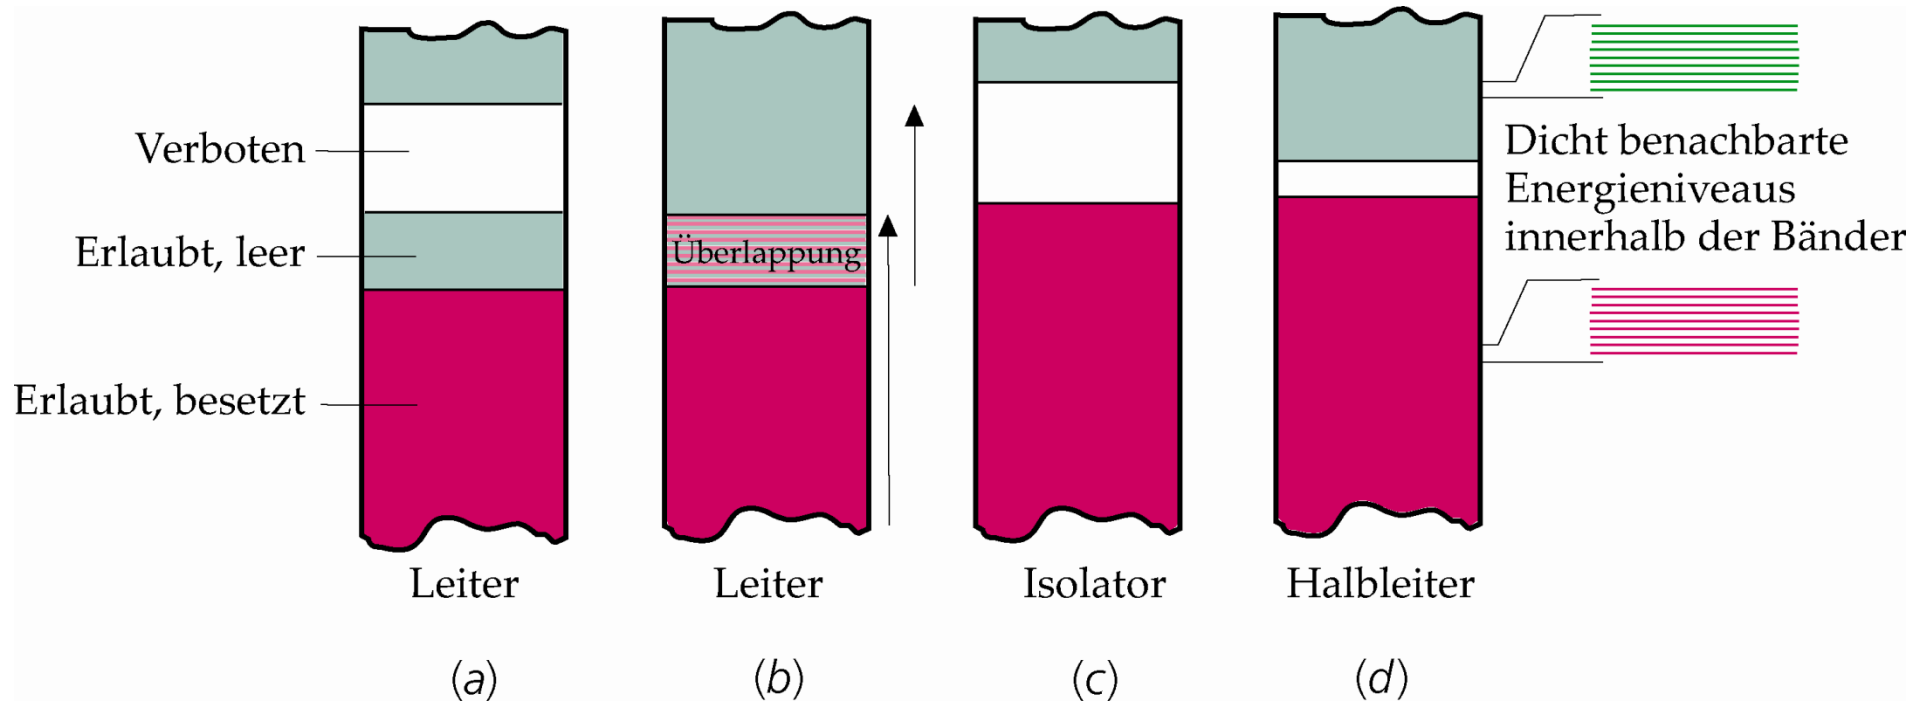 Verboten
Erlaubt, leer
Erlaubt, besetzt
Überlappung
Dicht benachbarte
Energieniveaus
innerhalb der Bänder
Leiter
Leiter
Isolator
Halbleiter
(a)
(b)
(c)
(d)